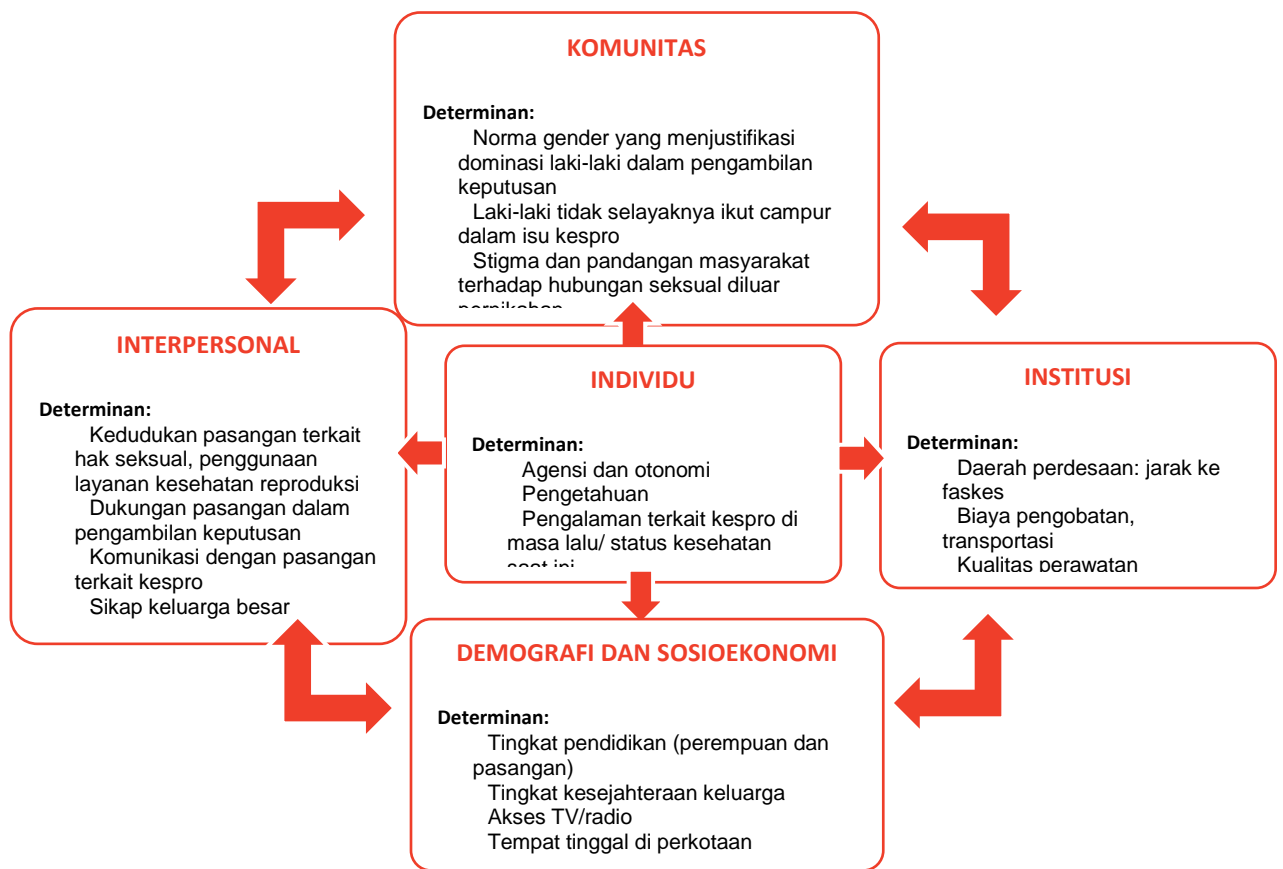 KOMUNITAS
Determinan:
Norma gender yang menjustifikasi
dominasi laki-laki dalam pengambilan
keputusan
Laki-laki tidak selayaknya ikut campur
dalam isu kespro
Stigma dan pandangan masyarakat
terhadap hubungan seksual diluar
INTERPERSONAL
Determinan:
Kedudukan pasangan terkait
hak seksual, penggunaan
layanan kesehatan reproduksi
Dukungan pasangan dalam
pengambilan keputusan
Komunikasi dengan pasangan
terkait kespro
Sikap keluarga besar
INDIVIDU
Determinan:
Agensi dan otonomi
Pengetahuan
Pengalaman terkait kespro di
masa lalu/ status kesehatan
INSTITUSI
Determinan:
Daerah perdesaan: jarak ke
faskes
Biaya pengobatan,
transportasi
Kualitas perawatan
DEMOGRAFI DAN SOSIOEKONOMI
Determinan:
Tingkat pendidikan (perempuan dan
pasangan)
Tingkat kesejahteraan keluarga
Akses TV/radio
Tempat tinggal di perkotaan